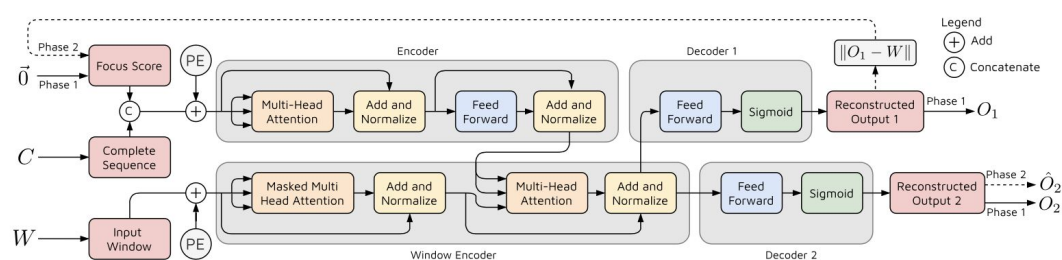 Legend
Add
C
Concatenate
Encoder
Decoder 1
Phase 2
Phase 1
0⃗
Focus Score
PE
‖O₁ − W‖
C
Multi-Head
Attention
Add and
Normalize
Feed
Forward
Add and
Normalize
Feed
Forward
Sigmoid
Reconstructed
Output 1
Phase 1
O₁
C
Complete
Sequence
Masked Multi
Head Attention
Add and
Normalize
Multi-Head
Attention
Add and
Normalize
Feed
Forward
Sigmoid
Reconstructed
Output 2
Phase 2
Ô₂
Phase 1
O₂
W
Input
Window
PE
Window Encoder
Decoder 2